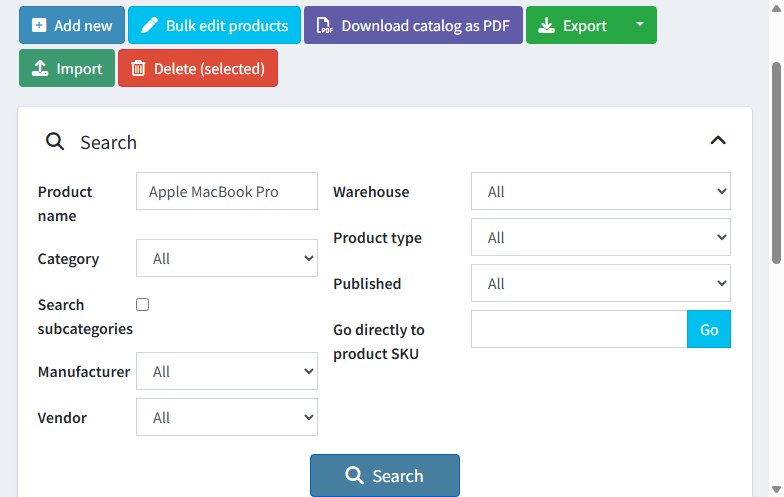 Add new
Bulk edit products
Download catalog as PDF
Export
Import
Delete (selected)
Search
Product name
Apple MacBook Pro
Warehouse
All
Product type
All
Category
All
Published
All
Search subcategories
Go directly to product SKU
Go
Manufacturer
All
Vendor
All
Search